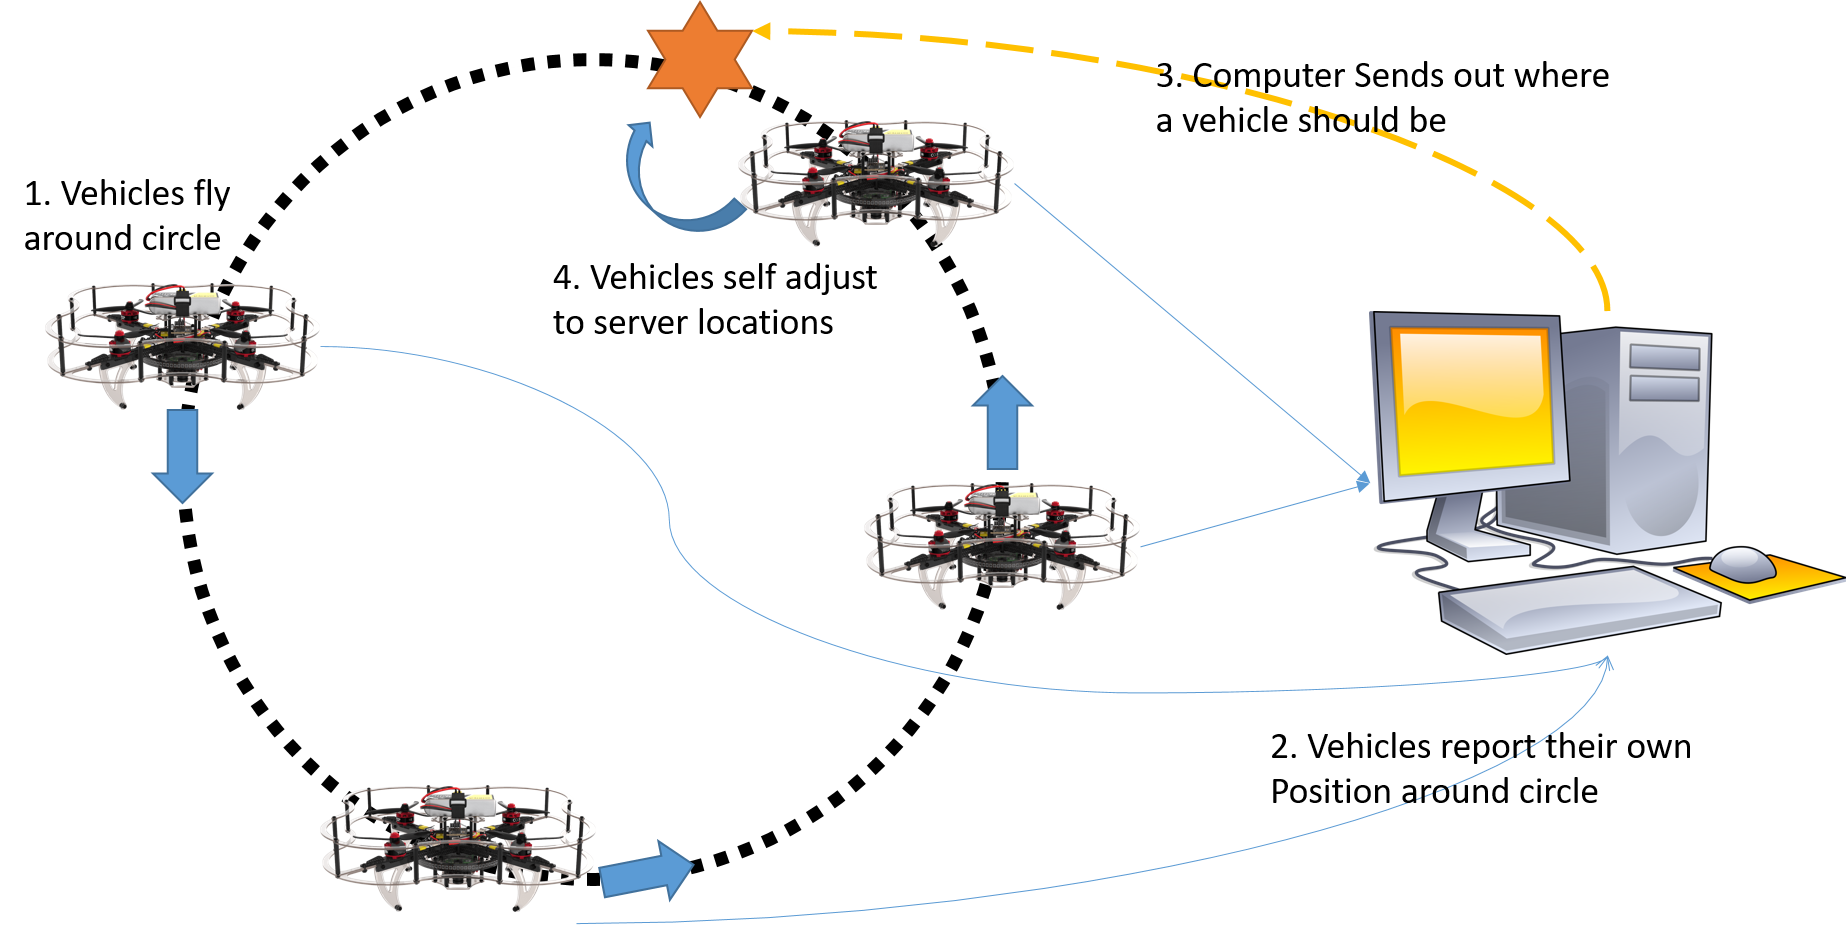 1. Vehicles fly
around circle
2. Vehicles report their own
Position around circle
3. Computer Sends out where
a vehicle should be
4. Vehicles self adjust
to server locations